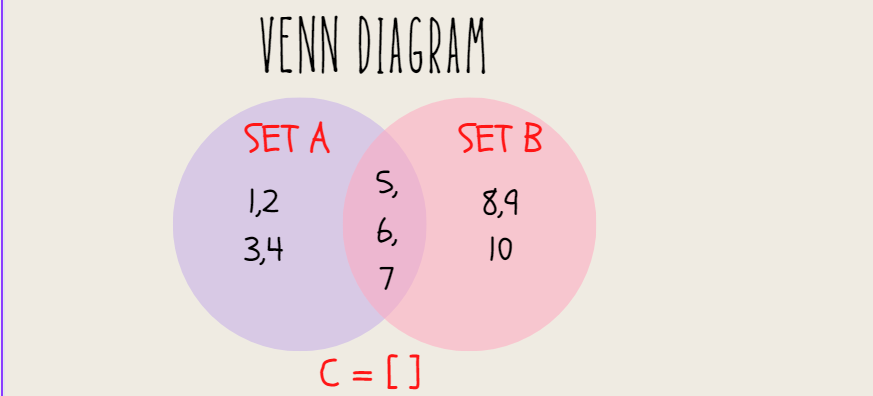 VENN DIAGRAM
SET A
SET B
1,2
3,4
5,
6,
7
8,9
10
C = [ ]